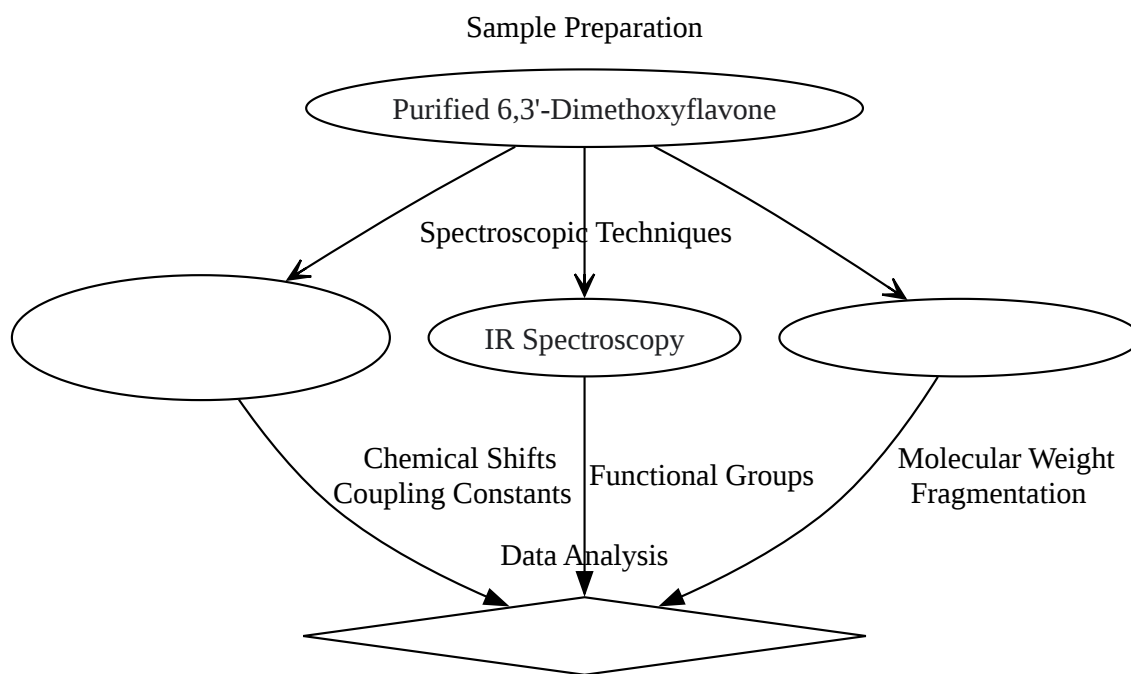 Sample Preparation
Purified 6,3'-Dimethoxyflavone
Spectroscopic Techniques
IR Spectroscopy
Chemical Shifts
Coupling Constants
Functional Groups
Molecular Weight
Fragmentation
Data Analysis